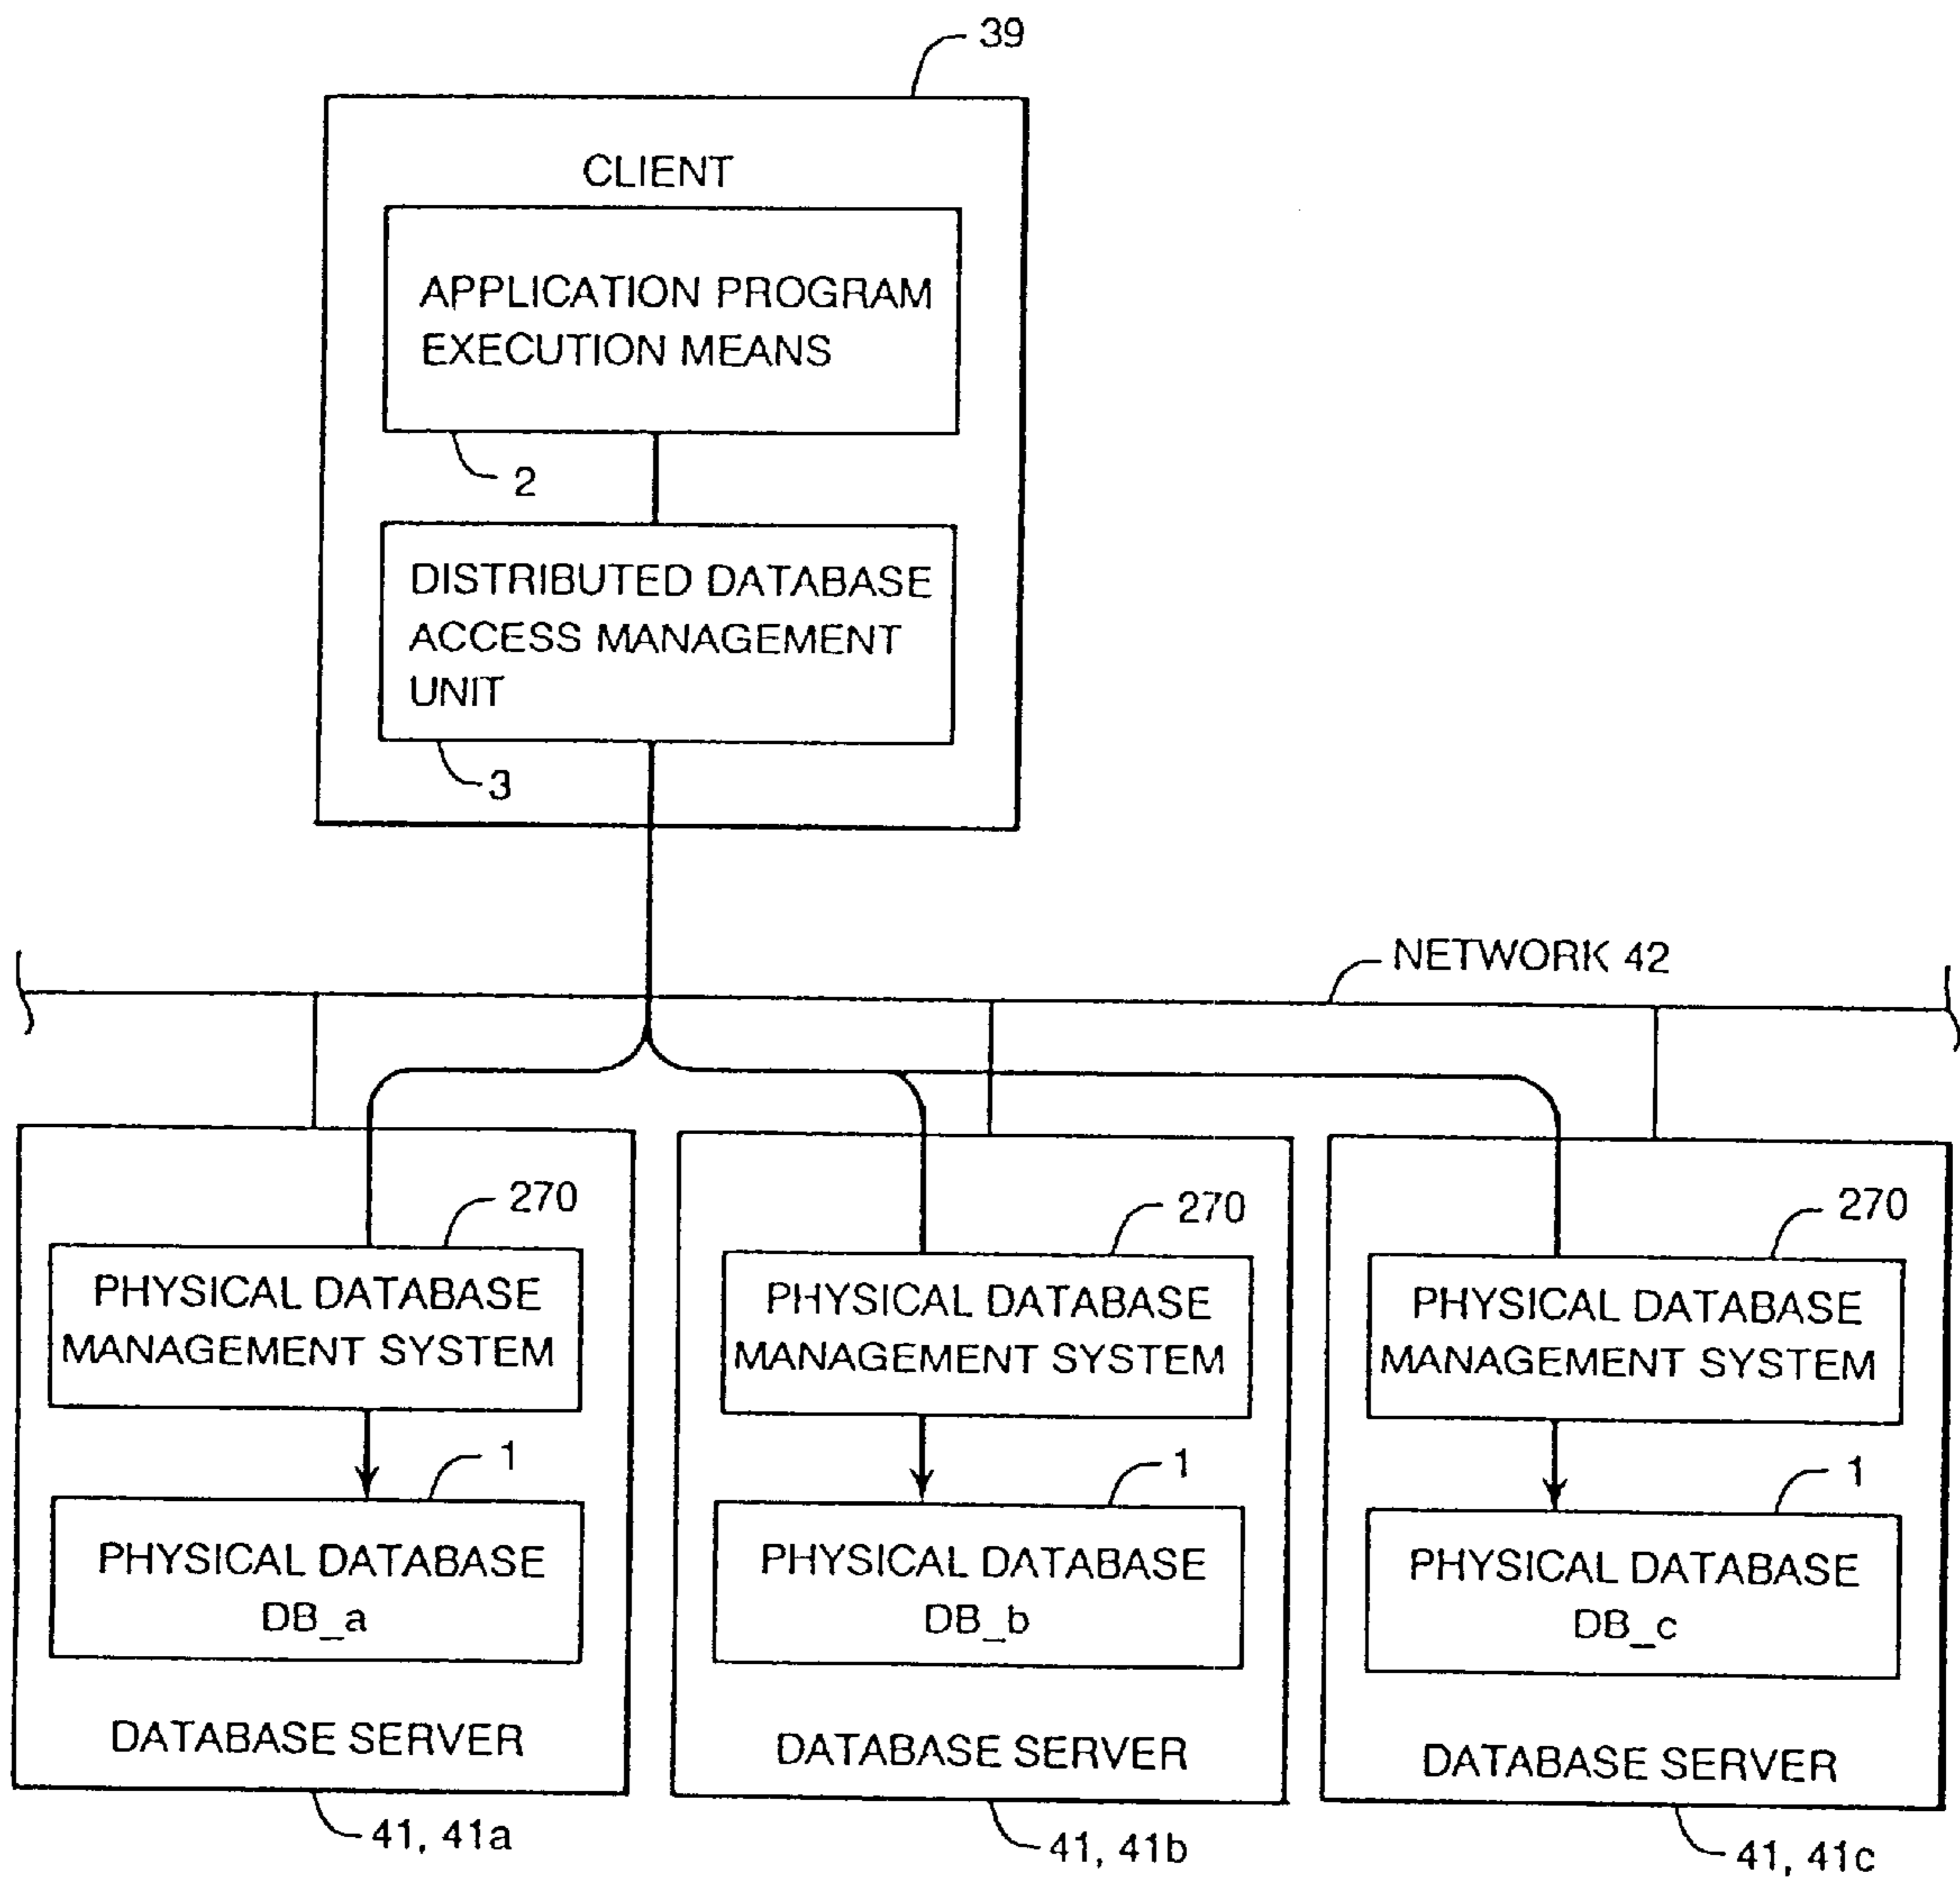 39
CLIENT
APPLICATION PROGRAM
EXECUTION MEANS
2
DISTRIBUTED DATABASE
ACCESS MANAGEMENT
UNIT
3
NETWORK 42
270
PHYSICAL DATABASE
MANAGEMENT SYSTEM
1
PHYSICAL DATABASE
DB_a
DATABASE SERVER
41, 41a
270
PHYSICAL DATABASE
MANAGEMENT SYSTEM
1
PHYSICAL DATABASE
DB_b
DATABASE SERVER
41, 41b
270
PHYSICAL DATABASE
MANAGEMENT SYSTEM
1
PHYSICAL DATABASE
DB_c
DATABASE SERVER
41, 41c